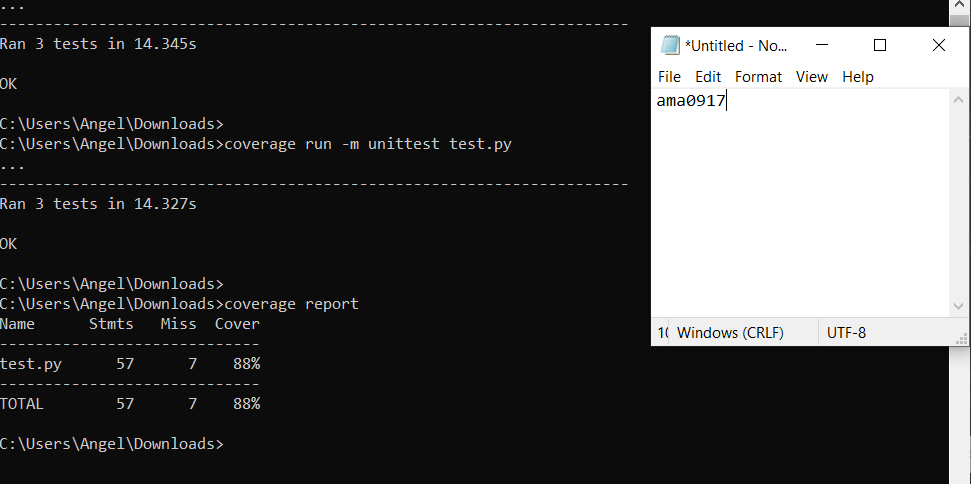 ...
----------------------------------------------------------------------
Ran 3 tests in 14.345s
OK
C:\Users\Angel\Downloads>
C:\Users\Angel\Downloads>coverage run -m unittest test.py
...
----------------------------------------------------------------------
Ran 3 tests in 14.327s
OK
C:\Users\Angel\Downloads>
C:\Users\Angel\Downloads>coverage report
Name      Stmts   Miss  Cover
-----------------------------
test.py      57      7    88%
-----------------------------
TOTAL        57      7    88%
C:\Users\Angel\Downloads>
*Untitled - No...
File Edit Format View Help
ama0917
Windows (CRLF) UTF-8